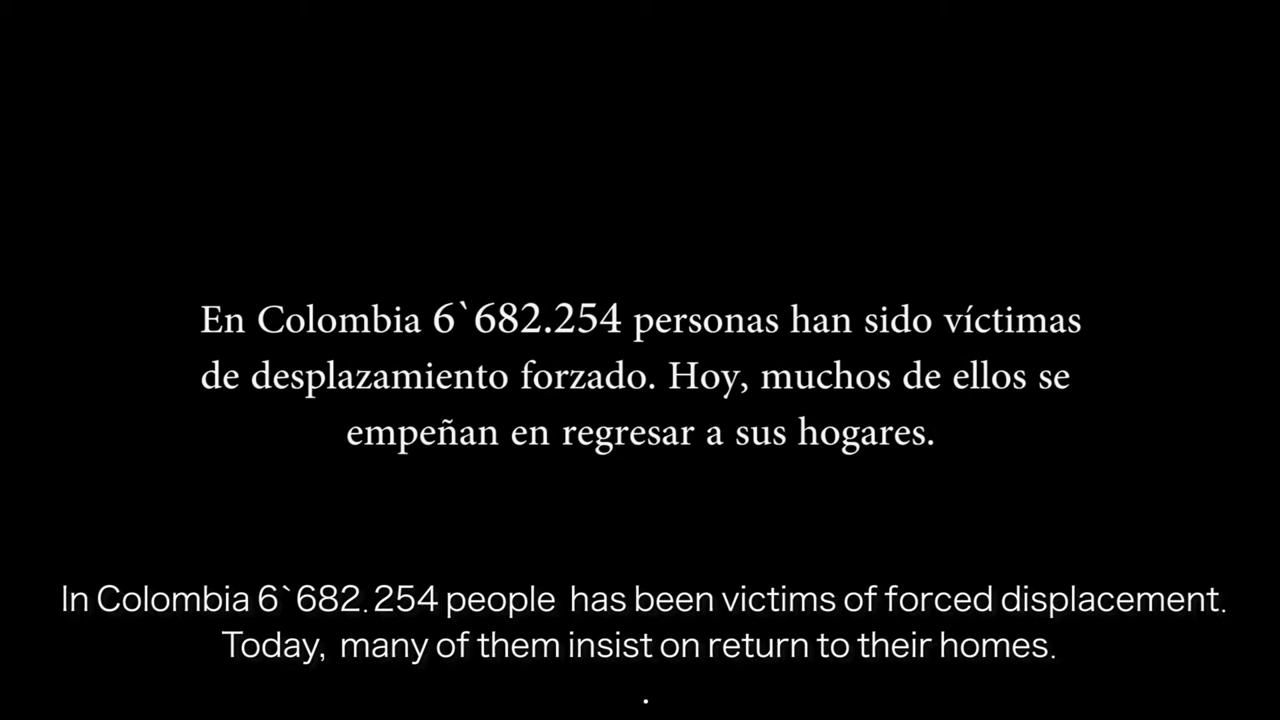 En Colombia 6`682.254 personas han sido víctimas
de desplazamiento forzado. Hoy, muchos de ellos se
empeñan en regresar a sus hogares.
In Colombia 6`682.254 people has been victims of forced displacement.
Today, many of them insist on return to their homes.
.